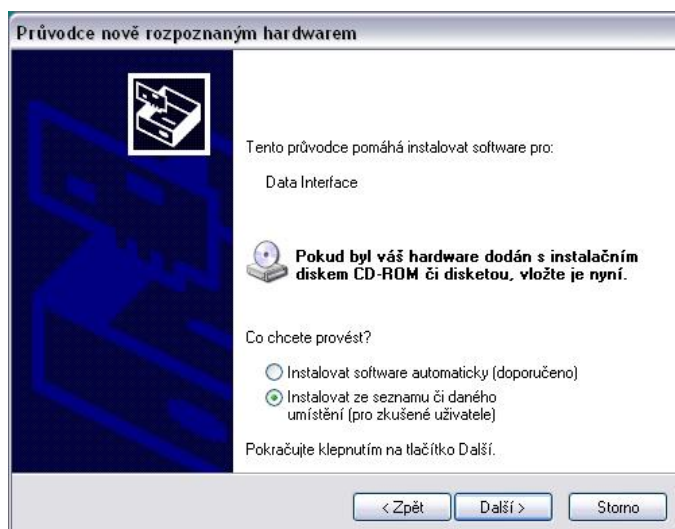 Průvodce nově rozpoznaným hardwarem
Tento průvodce pomáhá instalovat software pro:
Data Interface
Pokud byl váš hardware dodán s instalačním
diskem CD-ROM či disketou, vložte je nyní.
Co chcete provést?
Instalovat software automaticky (doporučeno)
Instalovat ze seznamu či daného
umístění (pro zkušené uživatele)
Pokračujte klepnutím na tlačítko Další.
< Zpět
Další >
Storno